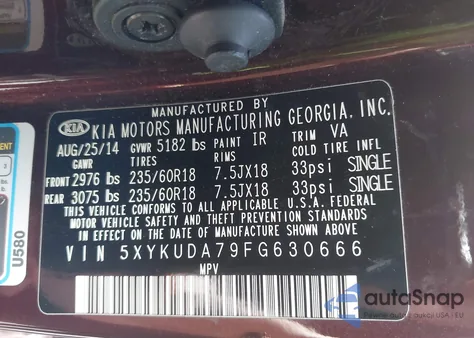 MANUFACTURED BY
KIA KIA MOTORS MANUFACTURING GEORGIA, INC.
AUG/25/14 GVWR 5182 lbs PAINT IR TRIM VA
GAWR TIRES RIMS COLD TIRE INFL
FRONT 2976 lbs 235/60R18 7.5JX18 33psi SINGLE
REAR 3075 lbs 235/60R18 7.5JX18 33psi SINGLE
THIS VEHICLE CONFORMS TO ALL APPLICABLE U.S.A. FEDERAL
MOTOR VEHICLE SAFETY AND THEFT PREVENTION STANDARDS
IN EFFECT ON THE DATE OF MANUFACTURE SHOWN ABOVE.
VIN 5XYKUDA79FG630666
MPV
U580
autoSnap